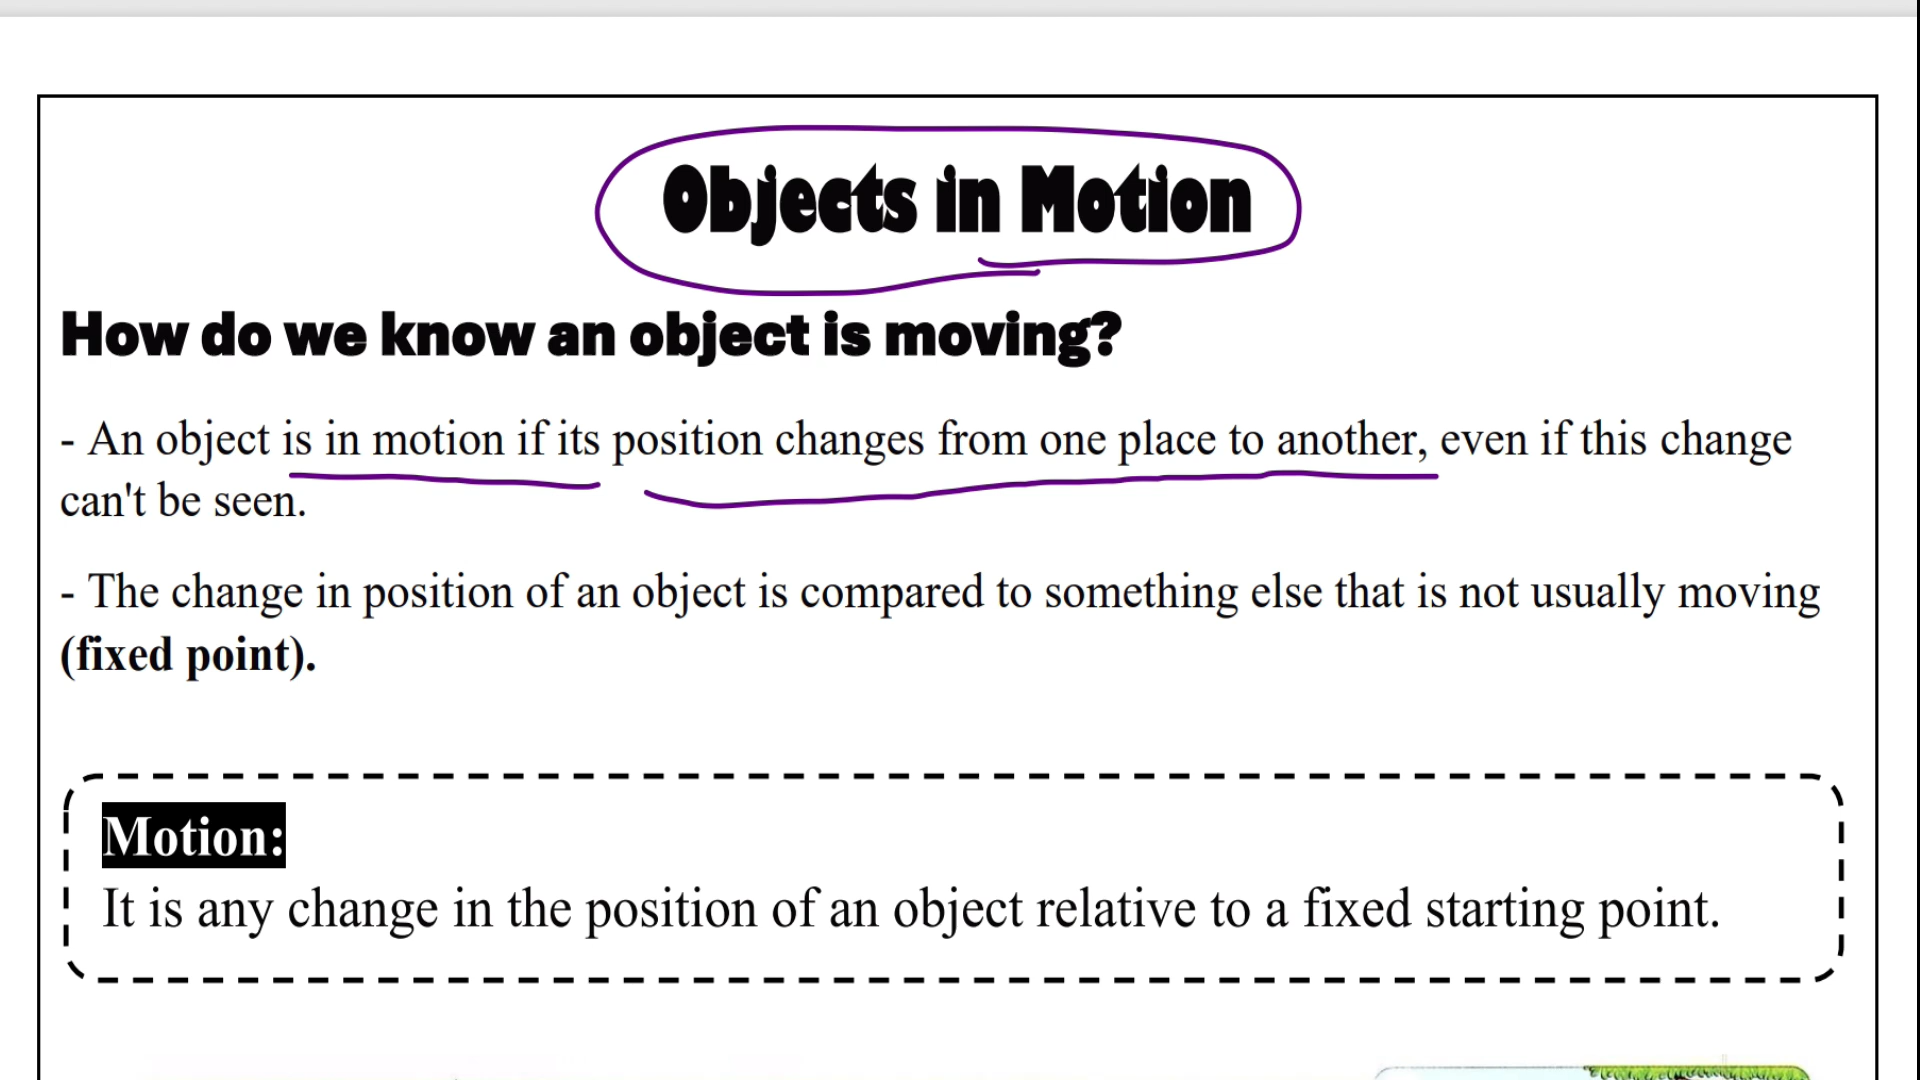 Objects in Motion
How do we know an object is moving?
- An object is in motion if its position changes from one place to another, even if this change
can't be seen.
- The change in position of an object is compared to something else that is not usually moving
(fixed point).
Motion:
It is any change in the position of an object relative to a fixed starting point.